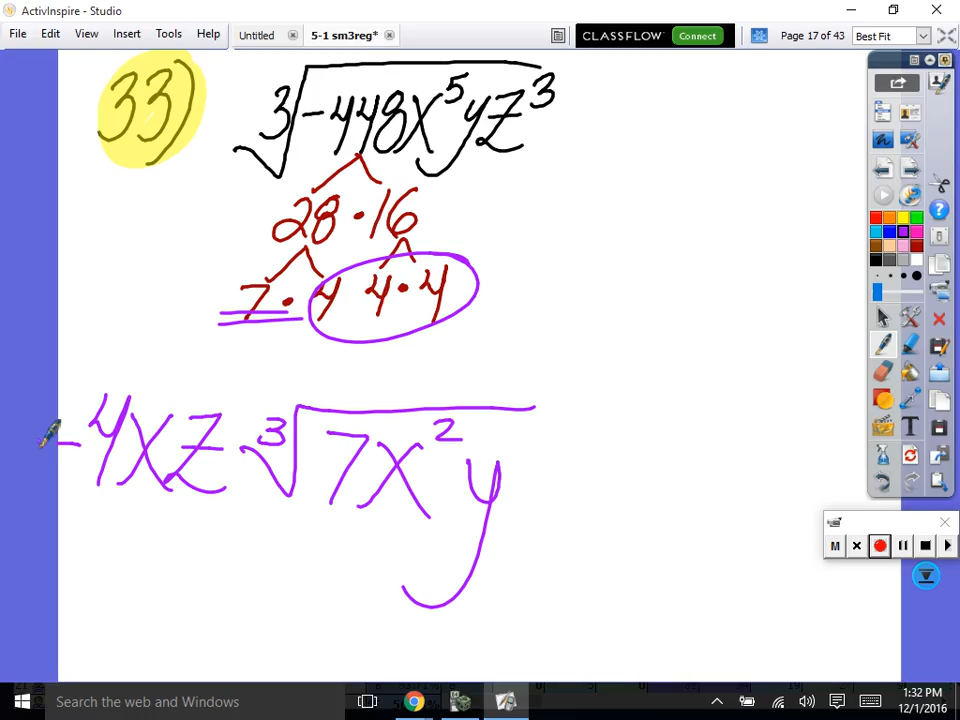 ActivInspire - Studio
File Edit View Insert Tools Help Untitled 5-1 sm3reg* CLASSFLOW Connect Page 17 of 43 Best Fit
33) ∛(-448x⁵yz³)
28 · 16
7 · 4 4 · 4
-4xz ∛(7x²y)
M
Search the web and Windows
1:32 PM
12/1/2016